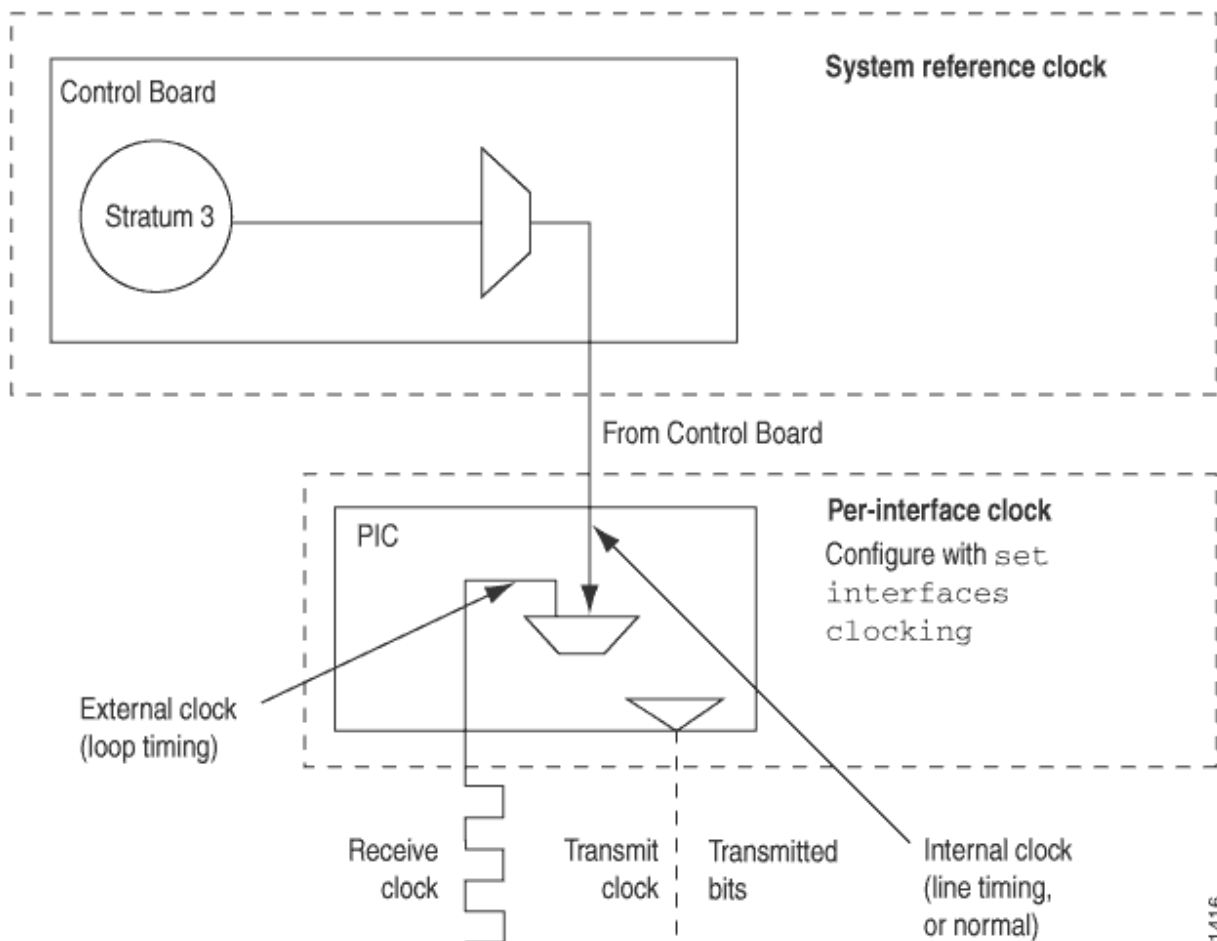 System reference clock
Control Board
Stratum 3
From Control Board
Per-interface clock
PIC
Configure with set
interfaces
clocking
External clock
(loop timing)
Receive
clock
Transmit
clock
Transmitted
bits
Internal clock
(line timing,
or normal)
1416